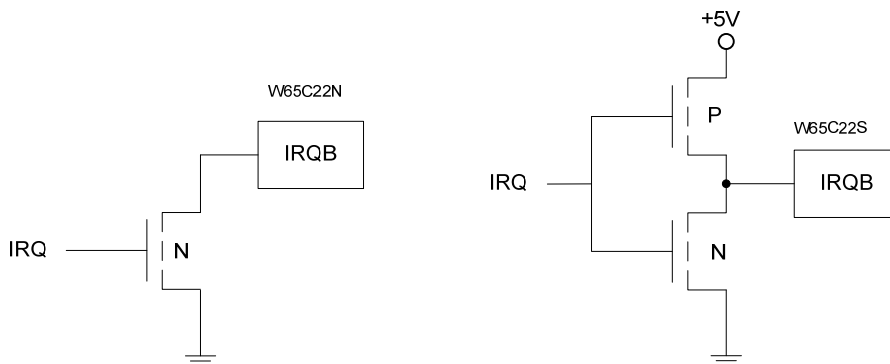 W65C22N
IRQB
IRQ
N
+5V
P
W65C22S
IRQ
IRQB
N